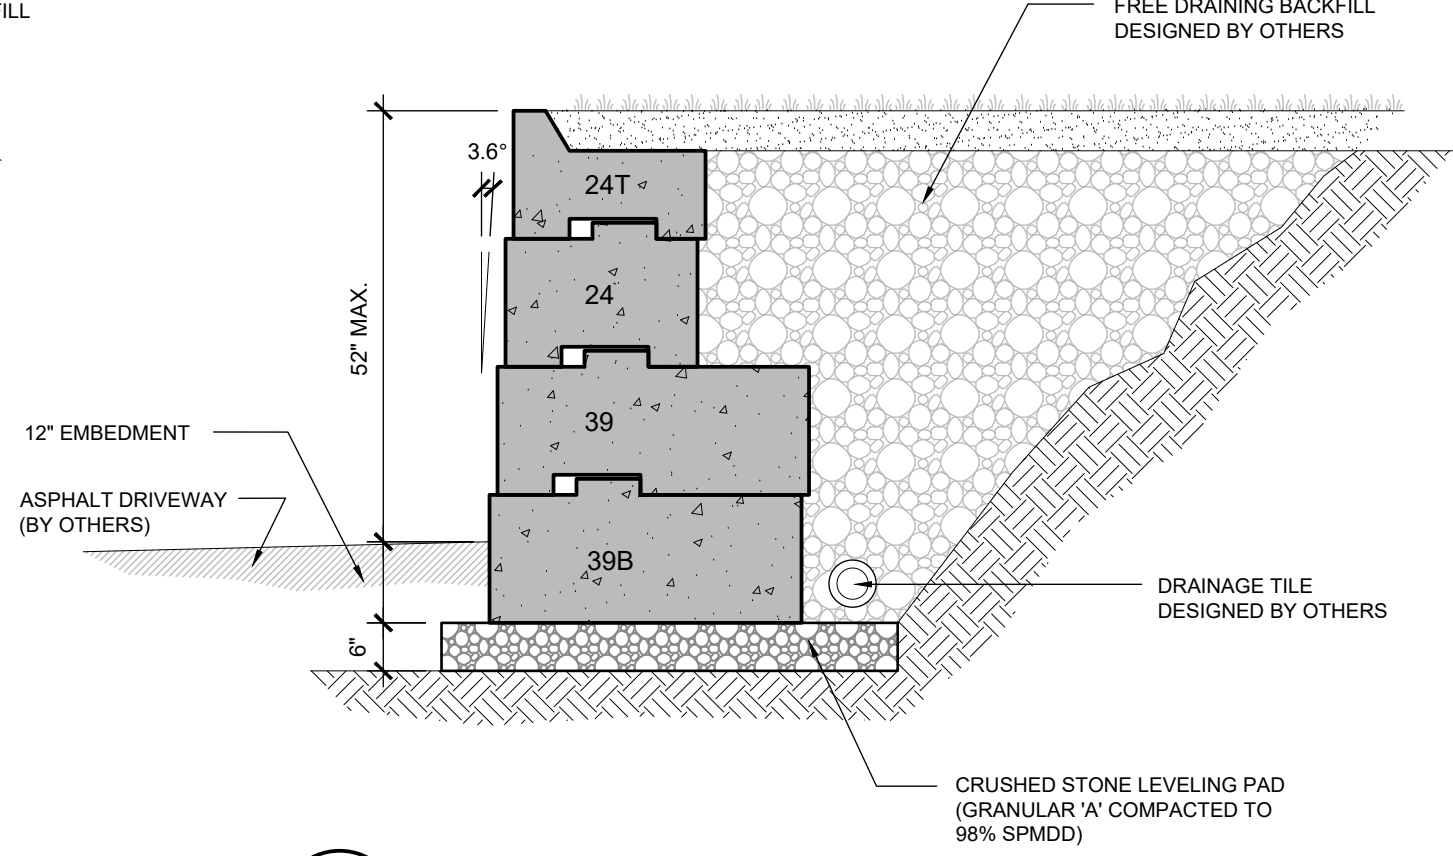 FILL
FREE DRAINING BACKFILL
DESIGNED BY OTHERS
3.6°
24T
24
52" MAX.
39
12" EMBEDMENT
ASPHALT DRIVEWAY
(BY OTHERS)
39B
DRAINAGE TILE
DESIGNED BY OTHERS
6"
CRUSHED STONE LEVELING PAD
(GRANULAR 'A' COMPACTED TO
98% SPMDD)